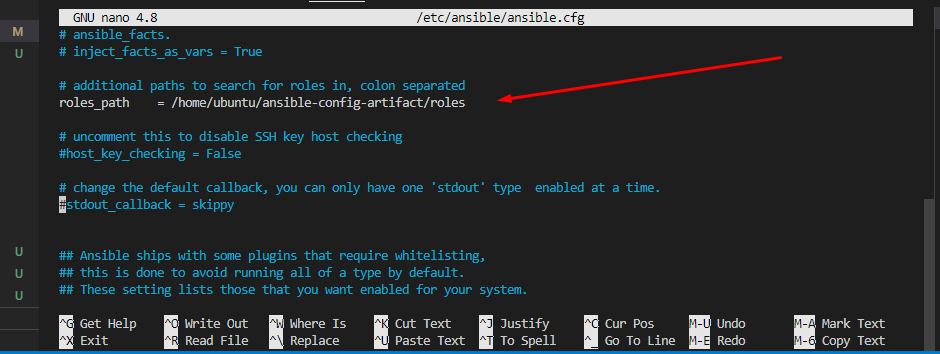 GNU nano 4.8 /etc/ansible/ansible.cfg
M
# ansible_facts.
U
# inject_facts_as_vars = True
# additional paths to search for roles in, colon separated
roles_path    = /home/ubuntu/ansible-config-artifact/roles
# uncomment this to disable SSH key host checking
#host_key_checking = False
# change the default callback, you can only have one 'stdout' type  enabled at a time.
#stdout_callback = skippy
U
## Ansible ships with some plugins that require whitelisting,
U
## this is done to avoid running all of a type by default.
U
## These setting lists those that you want enabled for your system.
^G Get Help ^O Write Out ^W Where Is ^K Cut Text ^J Justify ^C Cur Pos M-U Undo M-A Mark Text
^X Exit ^R Read File ^\ Replace ^U Paste Text ^T To Spell ^_ Go To Line M-E Redo M-6 Copy Text